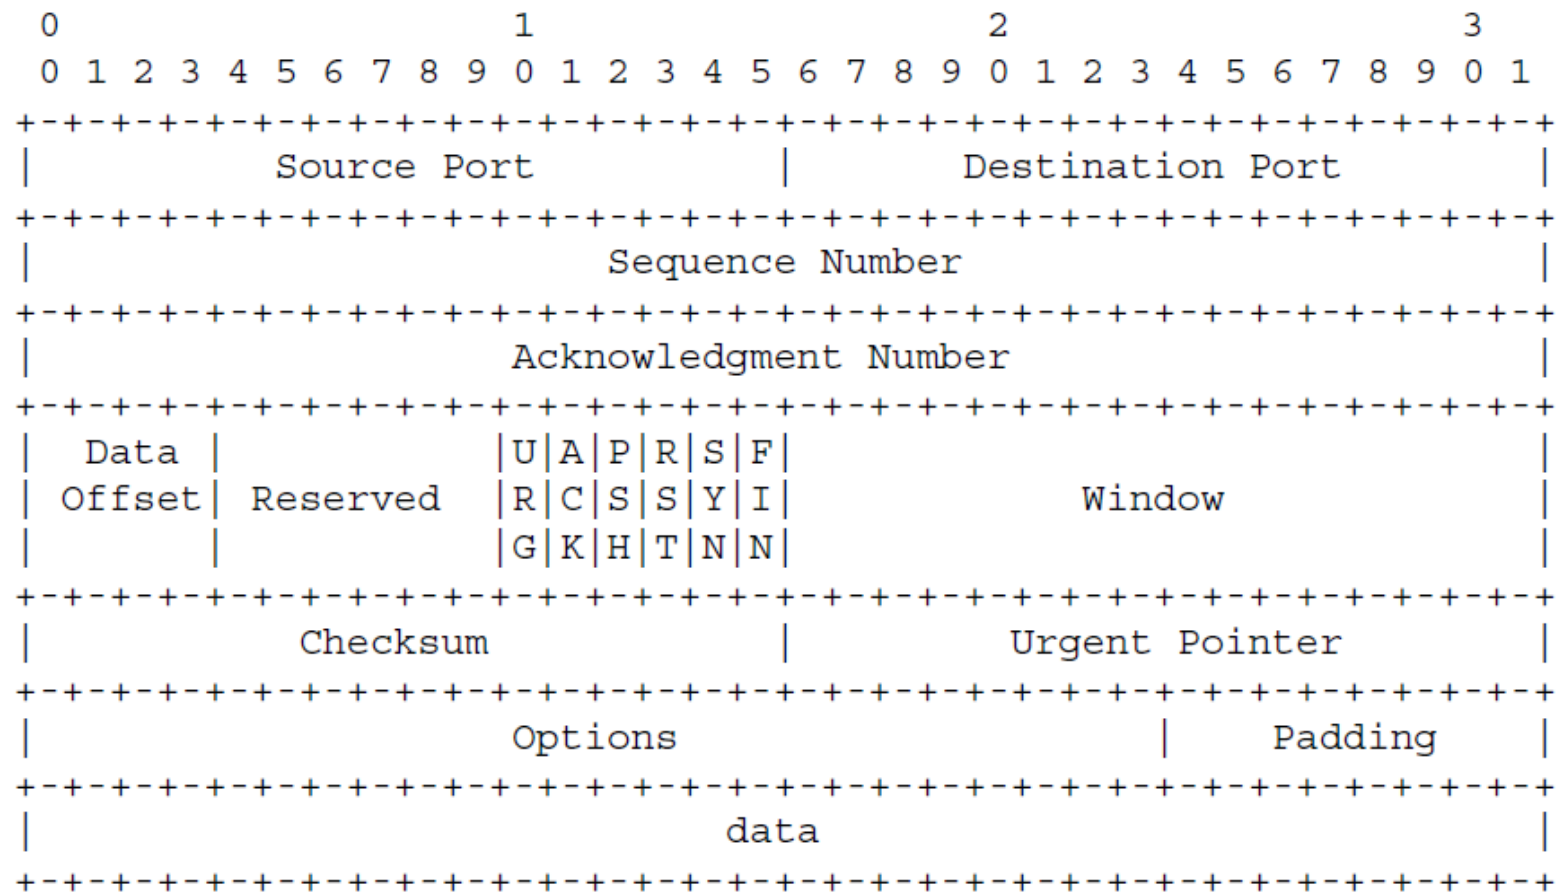 0                   1                   2                   3
 0 1 2 3 4 5 6 7 8 9 0 1 2 3 4 5 6 7 8 9 0 1 2 3 4 5 6 7 8 9 0 1
+-+-+-+-+-+-+-+-+-+-+-+-+-+-+-+-+-+-+-+-+-+-+-+-+-+-+-+-+-+-+-+-+
|          Source Port          |       Destination Port        |
+-+-+-+-+-+-+-+-+-+-+-+-+-+-+-+-+-+-+-+-+-+-+-+-+-+-+-+-+-+-+-+-+
|                        Sequence Number                        |
+-+-+-+-+-+-+-+-+-+-+-+-+-+-+-+-+-+-+-+-+-+-+-+-+-+-+-+-+-+-+-+-+
|                    Acknowledgment Number                      |
+-+-+-+-+-+-+-+-+-+-+-+-+-+-+-+-+-+-+-+-+-+-+-+-+-+-+-+-+-+-+-+-+
|  Data |           |U|A|P|R|S|F|                               |
| Offset| Reserved  |R|C|S|S|Y|I|            Window             |
|       |           |G|K|H|T|N|N|                               |
+-+-+-+-+-+-+-+-+-+-+-+-+-+-+-+-+-+-+-+-+-+-+-+-+-+-+-+-+-+-+-+-+
|           Checksum            |         Urgent Pointer        |
+-+-+-+-+-+-+-+-+-+-+-+-+-+-+-+-+-+-+-+-+-+-+-+-+-+-+-+-+-+-+-+-+
|                    Options                    |    Padding    |
+-+-+-+-+-+-+-+-+-+-+-+-+-+-+-+-+-+-+-+-+-+-+-+-+-+-+-+-+-+-+-+-+
|                             data                              |
+-+-+-+-+-+-+-+-+-+-+-+-+-+-+-+-+-+-+-+-+-+-+-+-+-+-+-+-+-+-+-+-+